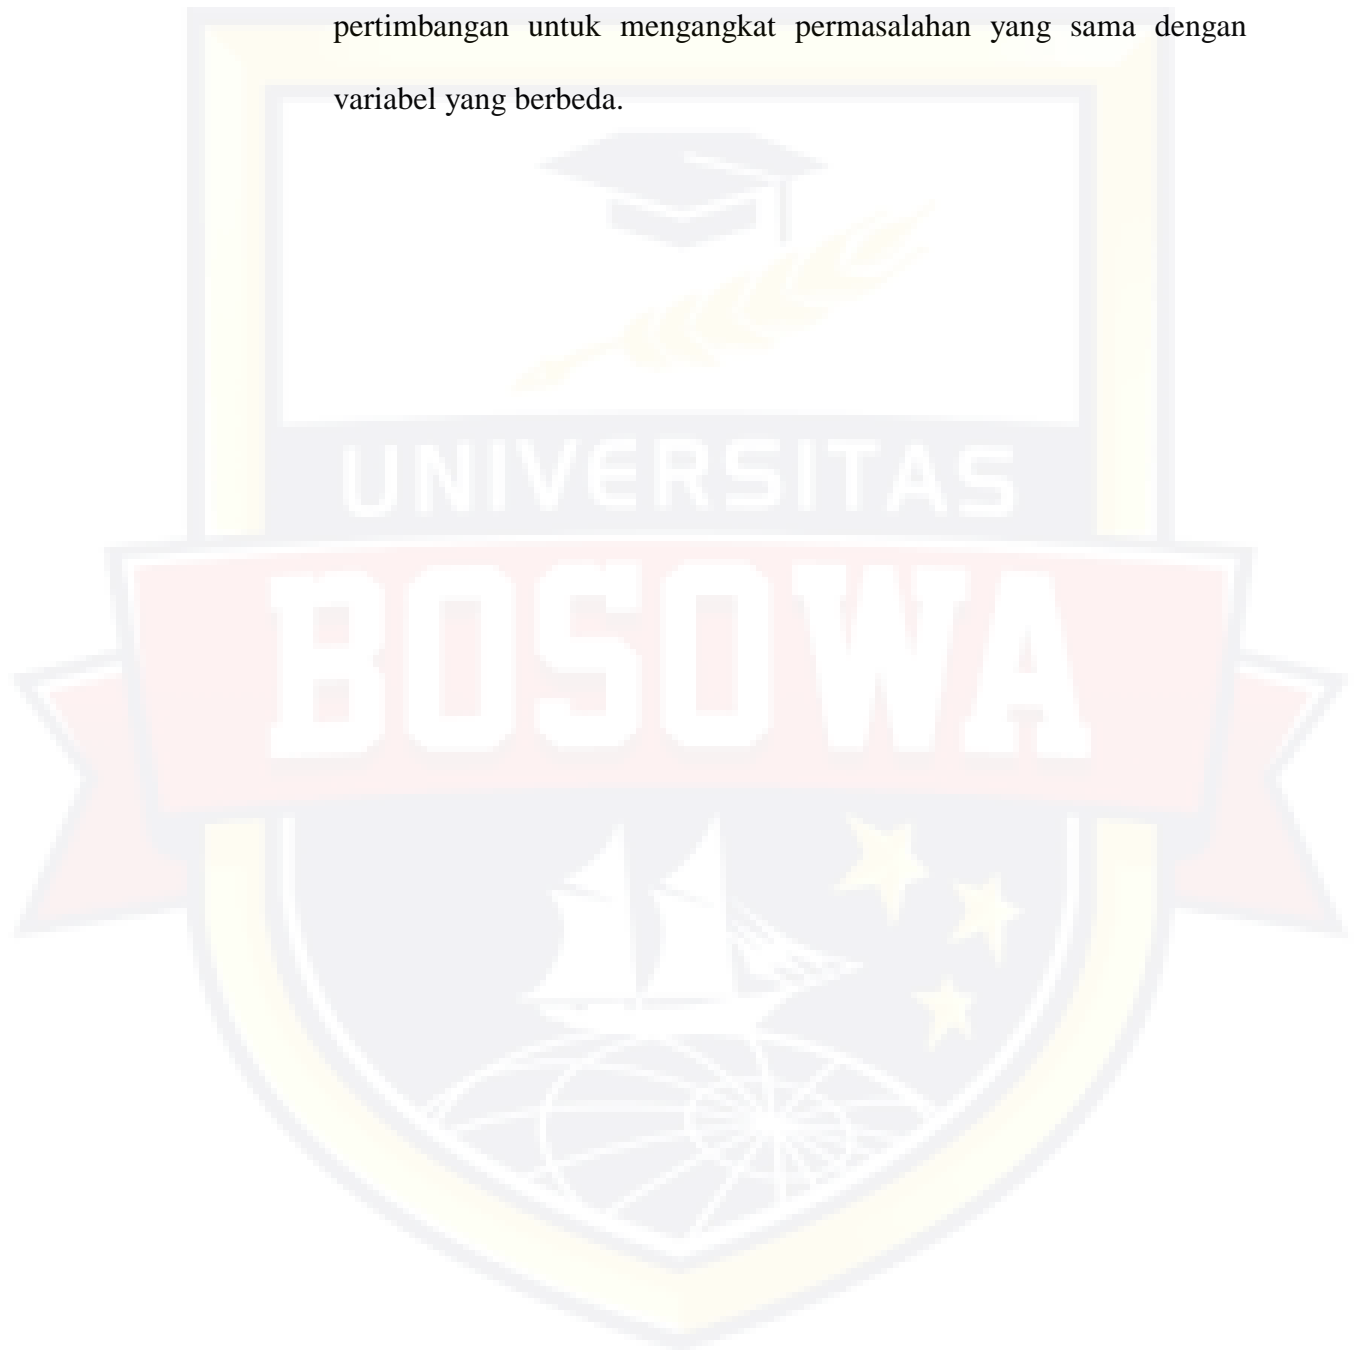 pertimbangan untuk mengangkat permasalahan yang sama dengan
variabel yang berbeda.
UNIVERSITAS
BOSOWA